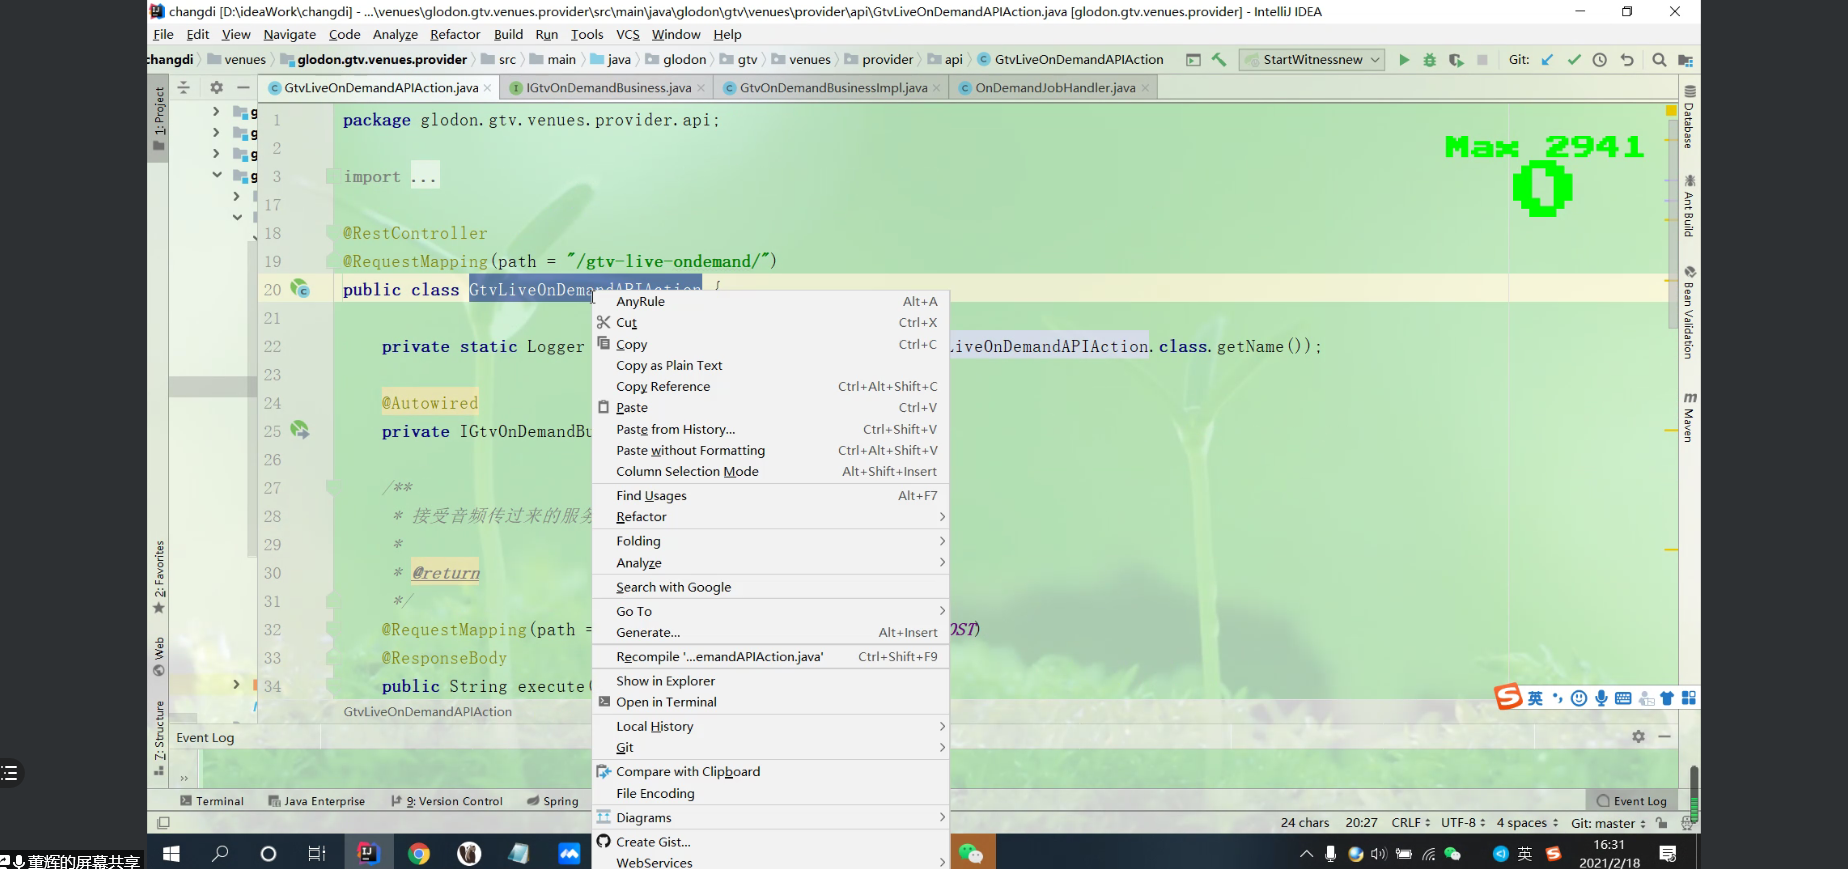 changdi [D:\ideaWork\changdi] - ...\venues\glodon.gtv.venues.provider\src\main\java\glodon\gtv\venues\provider\api\GtvLiveOnDemandAPIAction.java [glodon.gtv.venues.provider] - IntelliJ IDEA
File Edit View Navigate Code Analyze Refactor Build Run Tools VCS Window Help
changdi venues glodon.gtv.venues.provider src main java glodon gtv venues provider api GtvLiveOnDemandAPIAction StartWitnessnew Git:
GtvLiveOnDemandAPIAction.java IGtvOnDemandBusiness.java GtvOnDemandBusinessImpl.java OnDemandJobHandler.java
1: Project
2: Favorites
Web
Z: Structure
1 package glodon.gtv.venues.provider.api;
2
3 import ...
17
18 @RestController
19 @RequestMapping(path = "/gtv-live-ondemand/")
20 public class GtvLiveOnDemandAPIAction {
21
22 private static Logger LiveOnDemandAPIAction.class.getName());
23
24 @Autowired
25 private IGtvOnDemandBu
26
27 /**
28 * 接受音频传过来的服务
29 *
30 * @return
31 */
32 @RequestMapping(path = OST)
33 @ResponseBody
34 public String execute(
GtvLiveOnDemandAPIAction
Max 2941
0
Database
Ant Build
Bean Validation
Maven
AnyRule Alt+A
Cut Ctrl+X
Copy Ctrl+C
Copy as Plain Text
Copy Reference Ctrl+Alt+Shift+C
Paste Ctrl+V
Paste from History... Ctrl+Shift+V
Paste without Formatting Ctrl+Alt+Shift+V
Column Selection Mode Alt+Shift+Insert
Find Usages Alt+F7
Refactor
Folding
Analyze
Search with Google
Go To
Generate... Alt+Insert
Recompile '...emandAPIAction.java' Ctrl+Shift+F9
Show in Explorer
Open in Terminal
Local History
Git
Compare with Clipboard
File Encoding
Diagrams
Create Gist...
WebServices
英
Event Log
Terminal Java Enterprise 9: Version Control Spring Event Log
24 chars 20:27 CRLF UTF-8 4 spaces Git: master
英
16:31
2021/2/18
董辉的屏幕共享